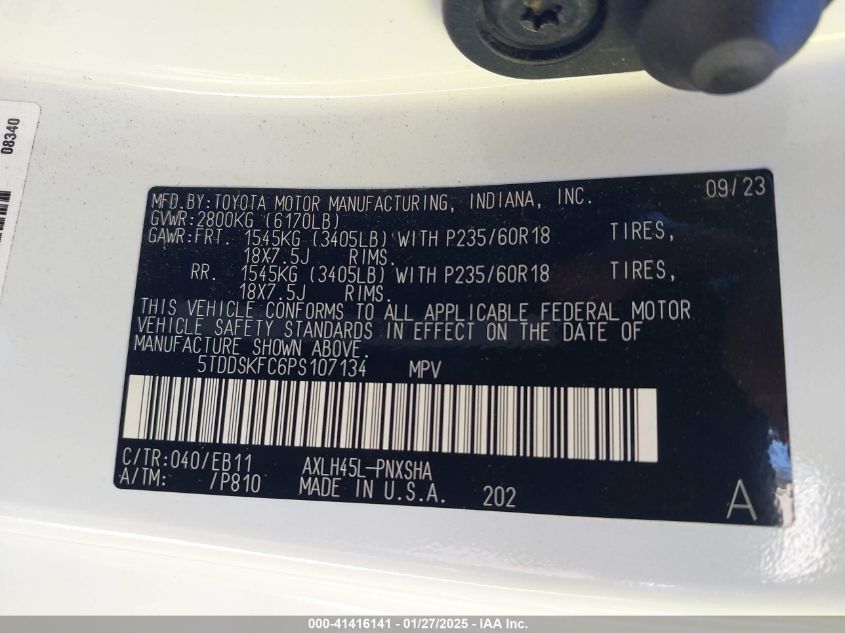 08340
MFD.BY:TOYOTA MOTOR MANUFACTURING, INDIANA, INC. 09/23
GVWR:2800KG (6170LB)
GAWR:FRT. 1545KG (3405LB) WITH P235/60R18 TIRES,
18X7.5J RIMS.
RR. 1545KG (3405LB) WITH P235/60R18 TIRES,
18X7.5J RIMS.
THIS VEHICLE CONFORMS TO ALL APPLICABLE FEDERAL MOTOR
VEHICLE SAFETY STANDARDS IN EFFECT ON THE DATE OF
MANUFACTURE SHOWN ABOVE.
5TDDSKFC6PS107134 MPV
C/TR:040/EB11 AXLH45L-PNXSHA
A/TM: /P810 MADE IN U.S.A. 202 A
000-41416141 - 01/27/2025 - IAA Inc.